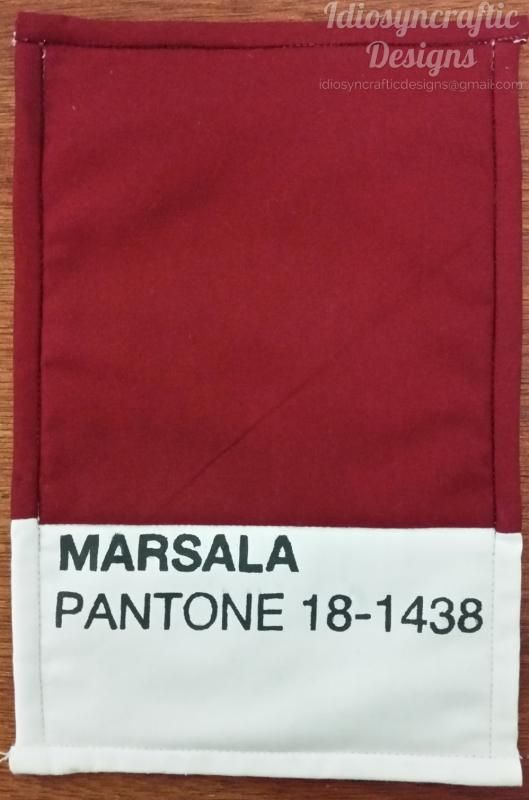 Idiosyncraftic
Designs
idiosyncrafticdesigns@gmail.com
MARSALA
PANTONE 18-1438